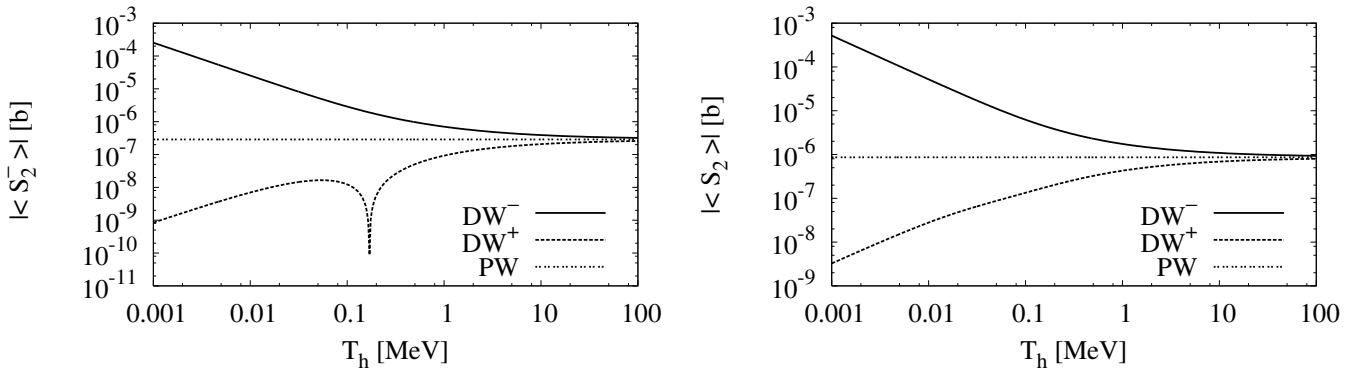 |< S₂⁻ >| [b]
10⁻³
10⁻⁴
10⁻⁵
10⁻⁶
10⁻⁷
10⁻⁸
10⁻⁹
10⁻¹⁰
10⁻¹¹
DW⁻
DW⁺
PW
0.001 0.01 0.1 1 10 100
T_h [MeV]
|< S₂ >| [b]
10⁻³
10⁻⁴
10⁻⁵
10⁻⁶
10⁻⁷
10⁻⁸
10⁻⁹
DW⁻
DW⁺
PW
0.001 0.01 0.1 1 10 100
T_h [MeV]